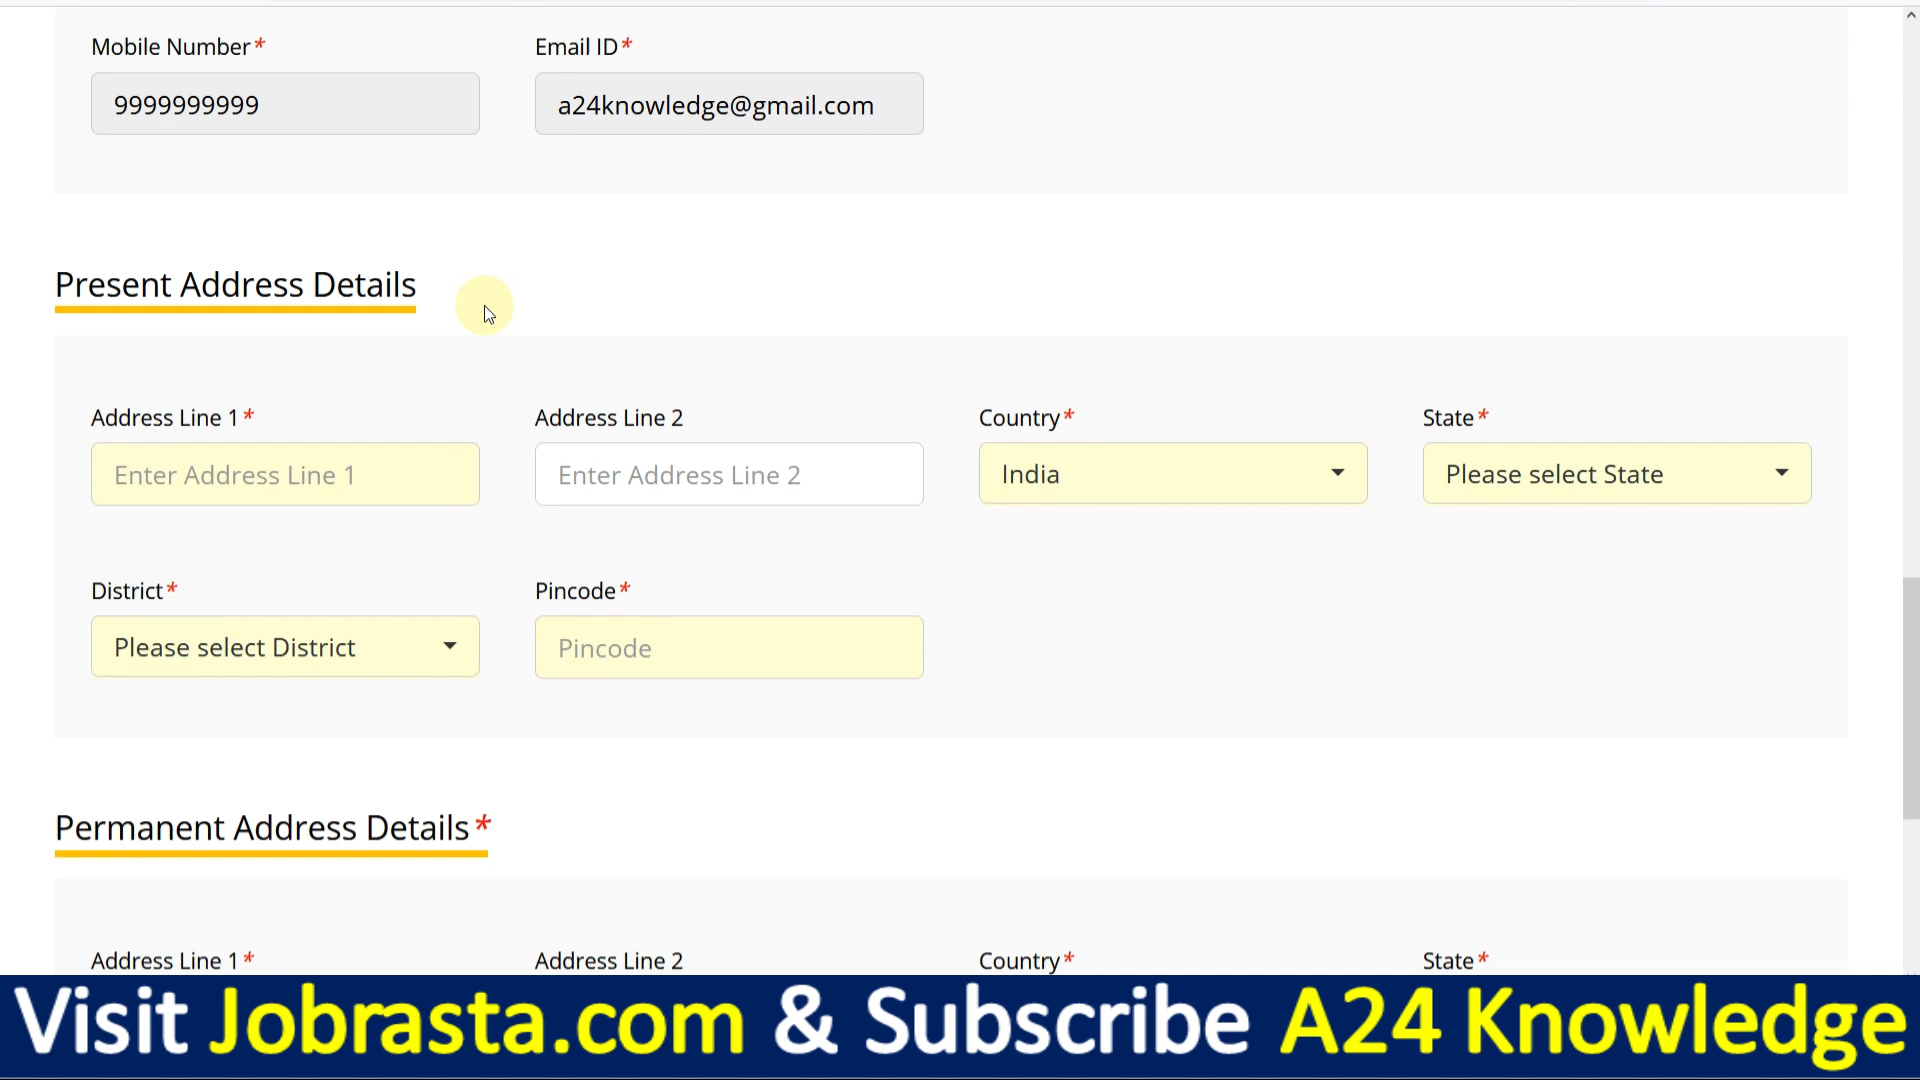 Mobile Number* Email ID*
9999999999 a24knowledge@gmail.com
Present Address Details
Address Line 1* Address Line 2 Country* State*
Enter Address Line 1 Enter Address Line 2 India Please select State
District* Pincode*
Please select District Pincode
Permanent Address Details*
Address Line 1* Address Line 2 Country* State*
Visit Jobrasta.com & Subscribe A24 Knowledge